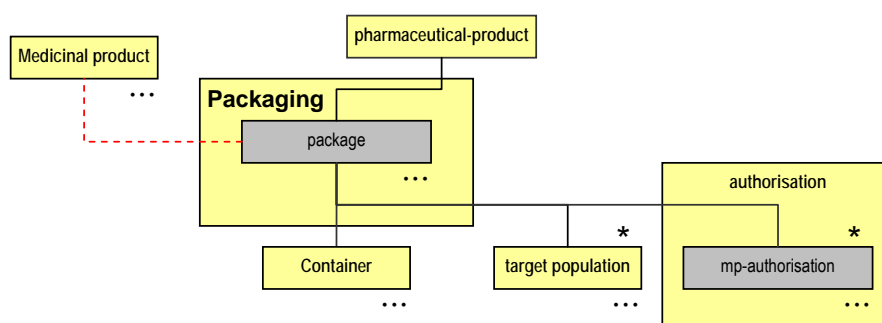 pharmaceutical-product
Medicinal product
...
Packaging
package
...
authorisation
*
*
Container
target population
mp-authorisation
...
...
...